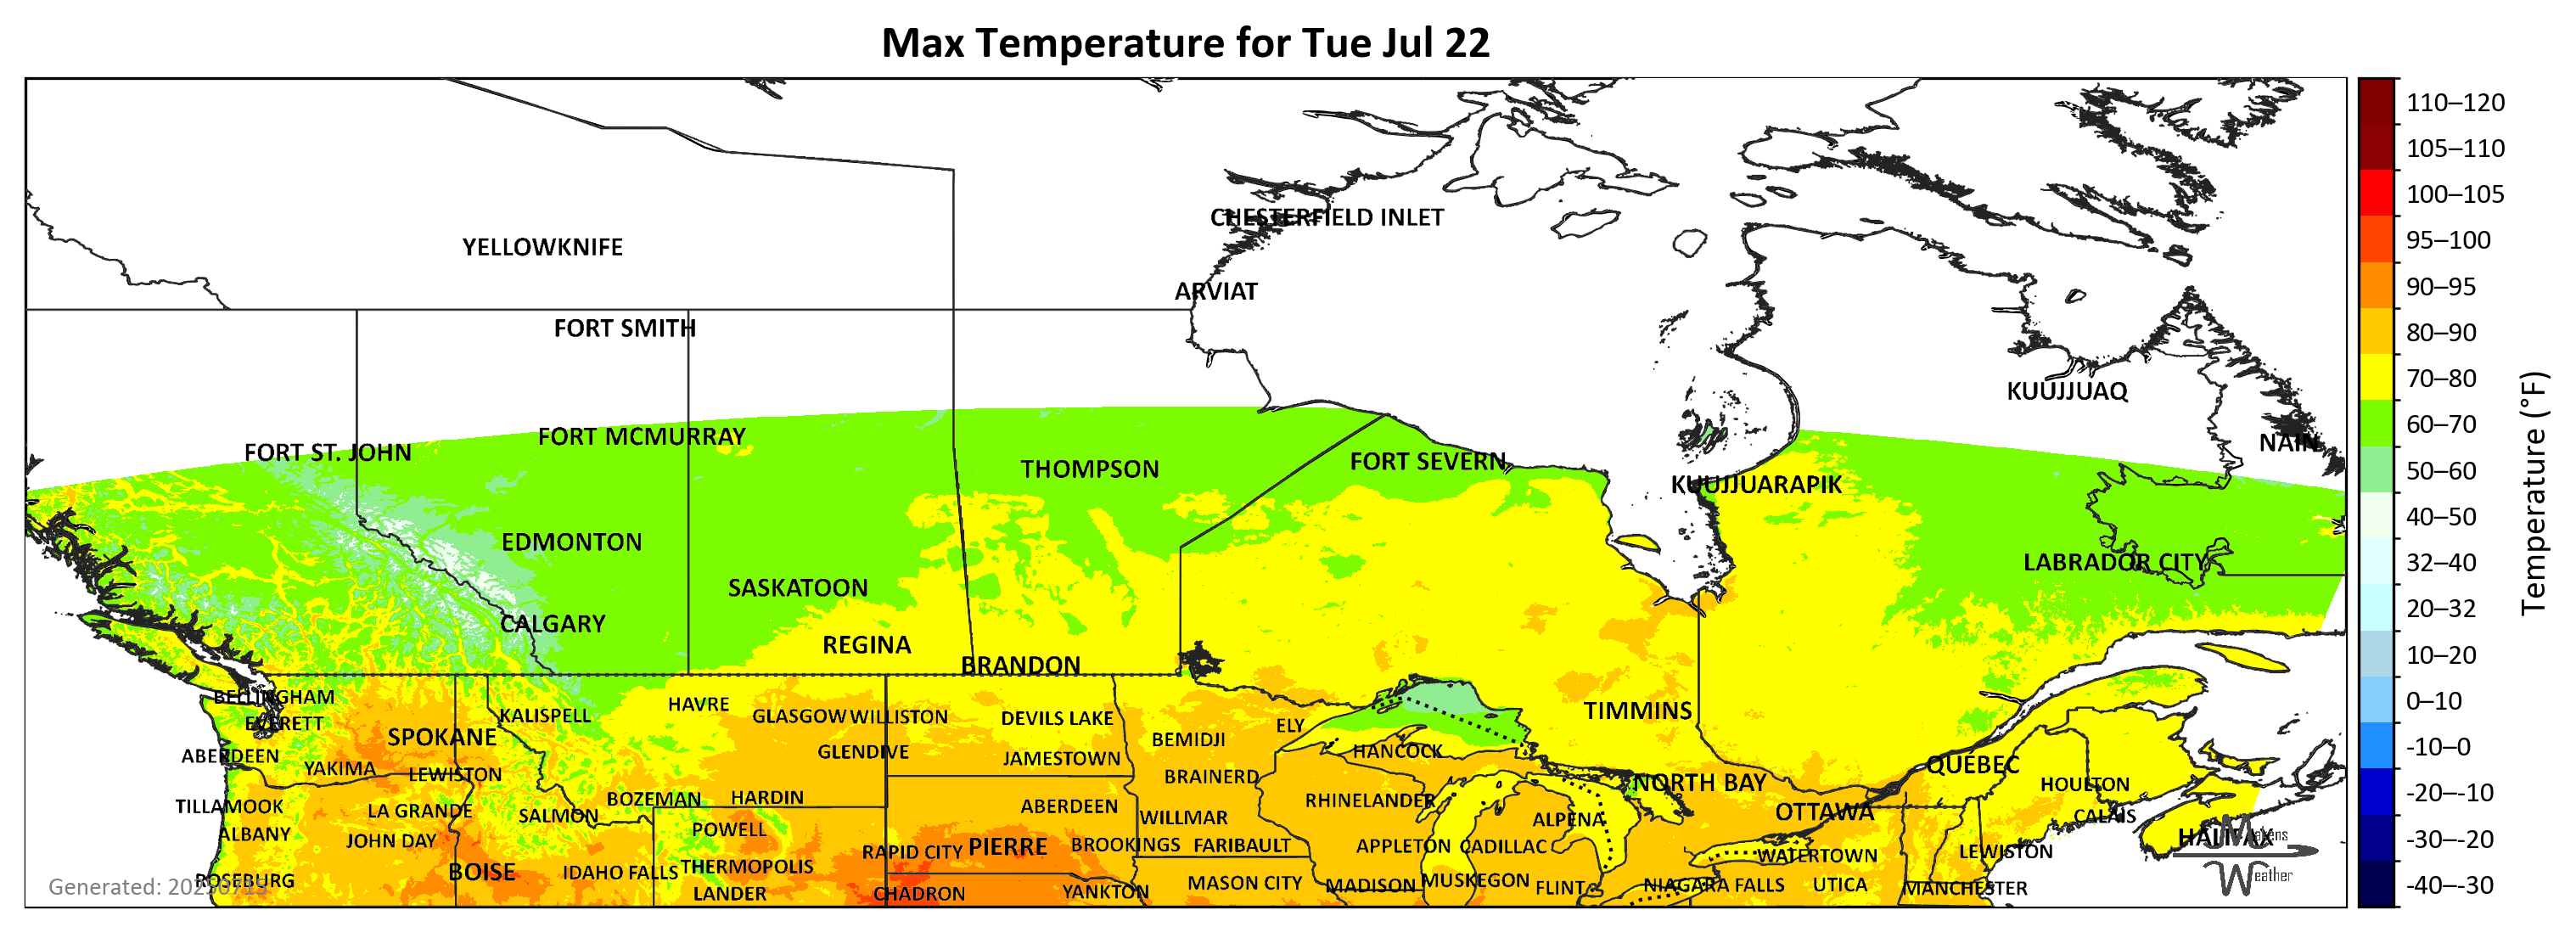 Max Temperature for Tue Jul 22
110–120
105–110
100–105
95–100
90–95
80–90
70–80
60–70
50–60
40–50
32–40
20–32
10–20
0–10
-10–0
-20–-10
-30–-20
-40–-30
Temperature (°F)
CHESTERFIELD INLET
YELLOWKNIFE
ARVIAT
FORT SMITH
KUUJJUAQ
FORT MCMURRAY
NAIN
FORT ST. JOHN
THOMPSON
FORT SEVERN
KUUJJUARAPIK
EDMONTON
LABRADOR CITY
SASKATOON
CALGARY
REGINA
BRANDON
BELLINGHAM
HAVRE
KALISPELL
GLASGOW
WILLISTON
DEVILS LAKE
TIMMINS
EVERETT
ELY
SPOKANE
BEMIDJI
GLENDIVE
HANCOCK
ABERDEEN
JAMESTOWN
QUÉBEC
YAKIMA
LEWISTON
BRAINERD
NORTH BAY
HOULTON
BOZEMAN
HARDIN
RHINELANDER
TILLAMOOK
LA GRANDE
ABERDEEN
SALMON
WILLMAR
OTTAWA
CALAIS
ALPENA
POWELL
ALBANY
JOHN DAY
HALIFAX
Matens
Weather
RAPID CITY
PIERRE
BROOKINGS
FARIBAULT
APPLETON
CADILLAC
WATERTOWN
LEWISTON
BOISE
IDAHO FALLS
THERMOPOLIS
ROSEBURG
MASON CITY
MADISON
MUSKEGON
FLINT
NIAGARA FALLS
UTICA
MANCHESTER
LANDER
CHADRON
YANKTON
Generated: 20250715